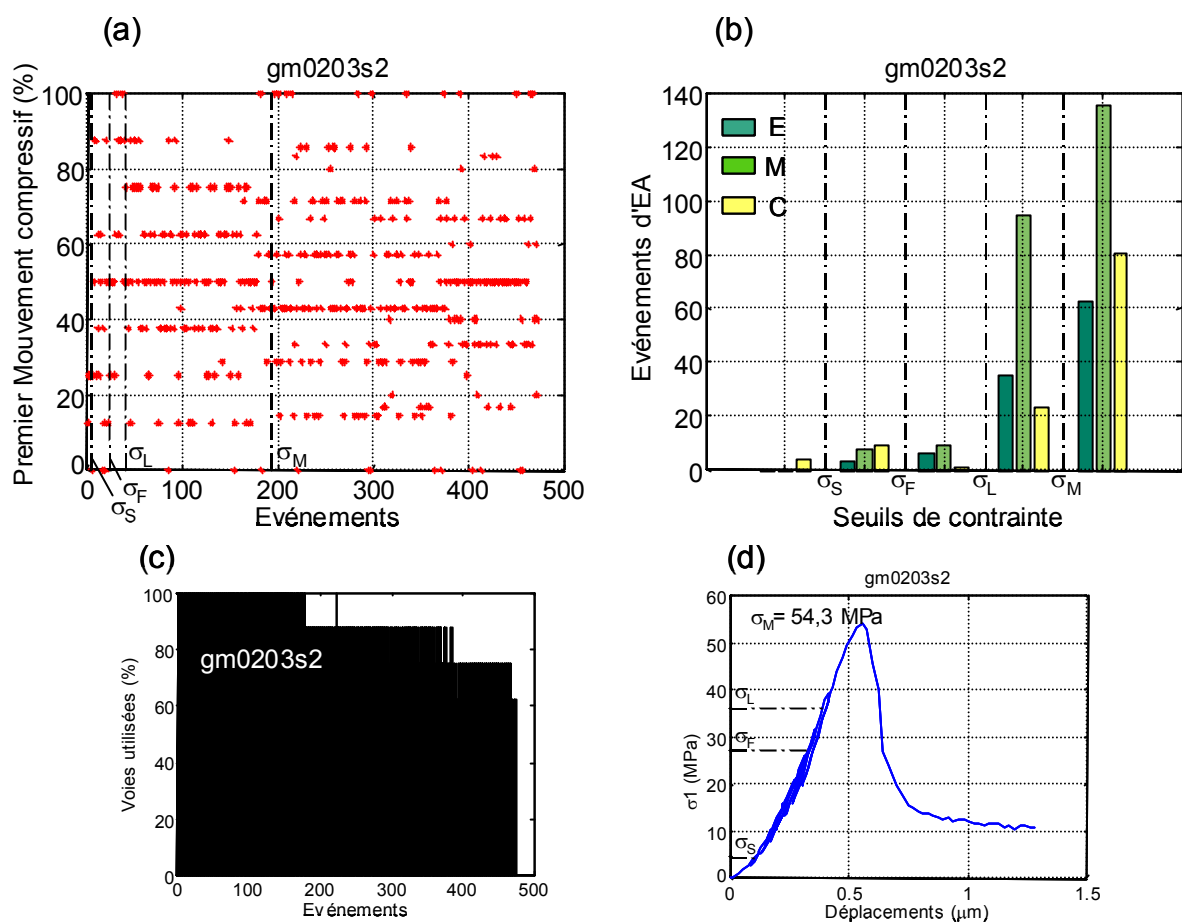 (a)
gm0203s2
Premier Mouvement compressif (%)
100
80
60
40
20
0
0
100
200
300
400
500
σS
σF
σL
σM
Evénements
(b)
gm0203s2
Evénements d'EA
140
120
100
80
60
40
20
0
E
M
C
σS
σF
σL
σM
Seuils de contrainte
(c)
Voies utilisées (%)
100
80
60
40
20
0
gm0203s2
0
100
200
300
400
500
Evénements
(d)
gm0203s2
σ1 (MPa)
60
50
40
30
20
10
0
σM= 54,3 MPa
σL
σF
σS
0
0.5
1
1.5
Déplacements (μm)